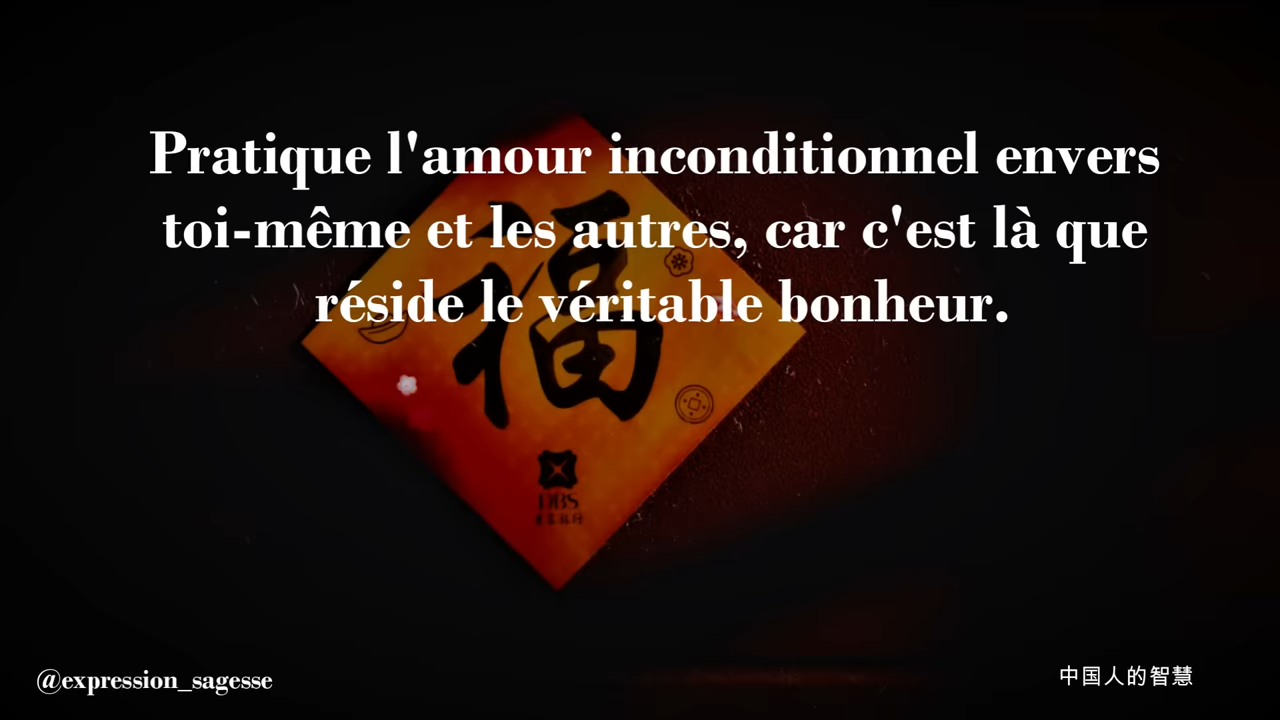 Pratique l'amour inconditionnel envers
toi-même et les autres, car c'est là que
réside le véritable bonheur.
福
DBS
@expression_sagesse
中国人的智慧